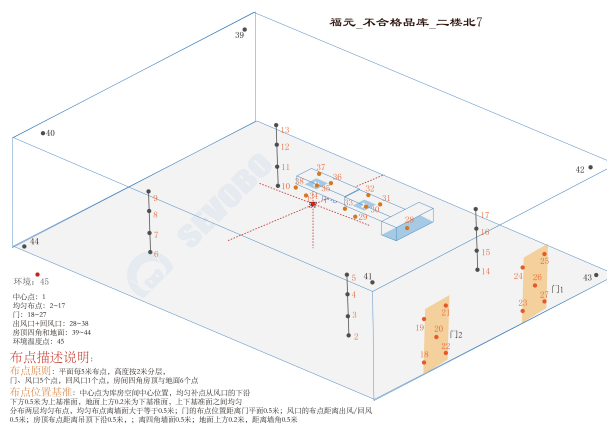 福元_不合格品库_二楼北7
39
40
13
12
11
10
9
8
7
6
37
38
36
35
34
32
31
30
29
28
42
17
16
15
14
44
环境：45
5
4
3
2
41
43
25
24
26
27
23
门1
21
19
20
22
18
门2
SIWOBO
中心点：1
均匀布点：2-17
门：18-27
出风口+回风口：28-38
房顶四角和地面：39-44
环境温度点：45
布点描述说明：
布点原则：平面每5米布点，高度按2米分层，
门、风口5个点，回风口1个点，房间四角房顶与地面6个点
布点位置基准：中心点为库房空间中心位置，均匀补点从风口的下沿
下方0.5米为上基准面，地面上方0.2米为下基准面，上下基准面之间均匀
分布两层均匀布点，均匀布点离墙面大于等于0.5米；门的布点位置距离门平面0.5米；风口的布点距离出风/回风
0.5米；房顶布点距离吊顶下沿0.5米，；离四角墙面0.5米；地面上方0.2米，距离墙角0.5米